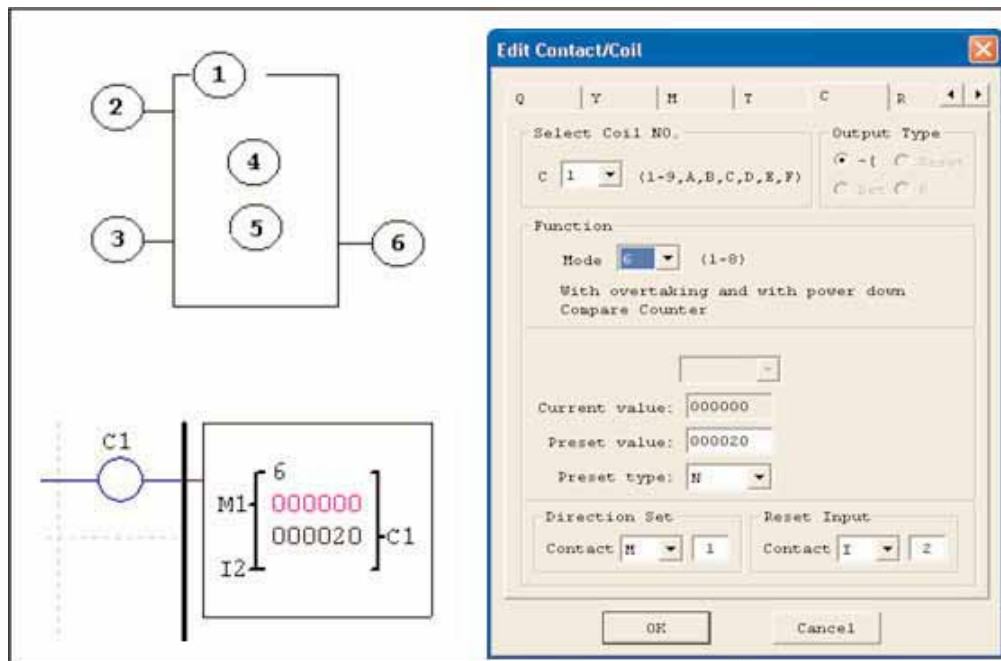 1
2
4
5
3
6
C1
6
M1
000000
000020
C1
I2
Edit Contact/Coil
Q Y M T C R
Select Coil NO.
C 1 (1-9,A,B,C,D,E,F)
Output Type
-[ Reset
Set P
Function
Mode 6 (1-8)
With overtaking and with power down
Compare Counter
Current value: 000000
Preset value: 000020
Preset type: N
Direction Set
Contact M 1
Reset Input
Contact I 2
OK
Cancel